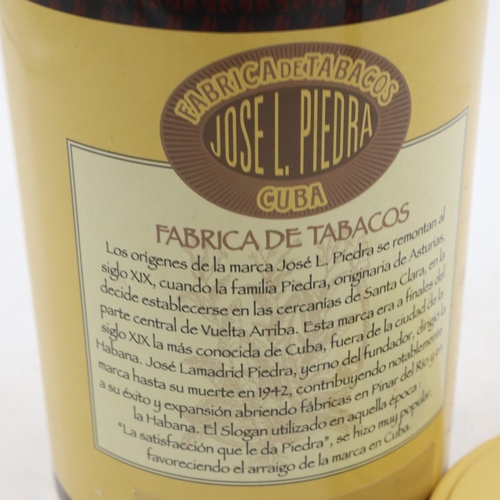 FABRICA DE TABACOS
JOSE L. PIEDRA
CUBA
FABRICA DE TABACOS
Los orígenes de la marca José L. Piedra se remontan al
siglo XIX, cuando la familia Piedra, originaria de Asturias,
decide establecerse en las cercanías de Santa Clara, en la
parte central de Vuelta Arriba. Esta marca era a finales del
siglo XIX la más conocida de Cuba, fuera de la ciudad de la
Habana. José Lamadrid Piedra, yerno del fundador, dirigió la
marca hasta su muerte en 1942, contribuyendo notablemente
a su éxito y expansión abriendo fábricas en Pinar del Río y en
la Habana. El Slogan utilizado en aquella época :
"La satisfacción que le da Piedra", se hizo muy popular,
favoreciendo el arraigo de la marca en Cuba.